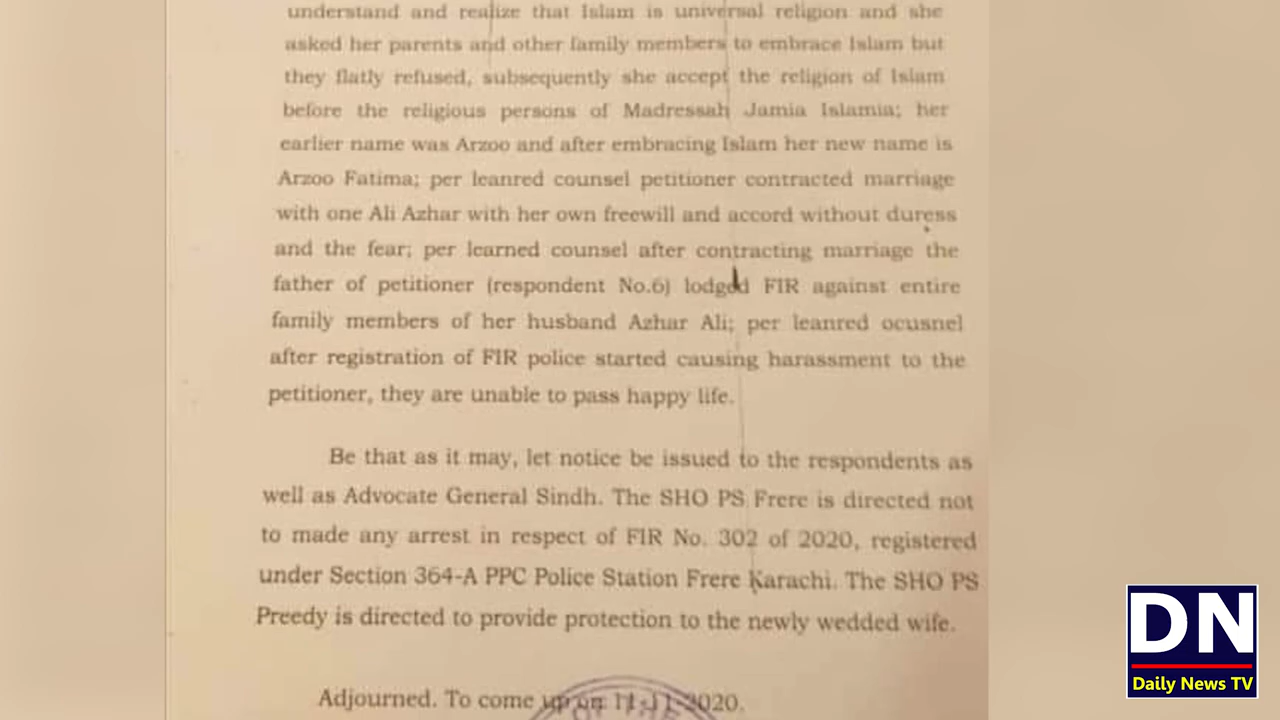 understand and realize that Islam is universal religion and she
asked her parents and other family members to embrace Islam but
they flatly refused, subsequently she accept the religion of Islam
before the religious persons of Madressah Jamia Islamia; her
earlier name was Arzoo and after embracing Islam her new name is
Arzoo Fatima; per leanred counsel petitioner contracted marriage
with one Ali Azhar with her own freewill and accord without duress
and the fear; per learned counsel after contracting marriage the
father of petitioner (respondent No.6) lodged FIR against entire
family members of her husband Azhar Ali; per leanred ocusnel
after registration of FIR police started causing harassment to the
petitioner, they are unable to pass happy life.
Be that as it may, let notice be issued to the respondents as
well as Advocate General Sindh. The SHO PS Frere is directed not
to made any arrest in respect of FIR No. 302 of 2020, registered
under Section 364-A PPC Police Station Frere Karachi. The SHO PS
Preedy is directed to provide protection to the newly wedded wife.
Adjourned. To come up on 11-11-2020.
OF THE
DN
Daily News TV